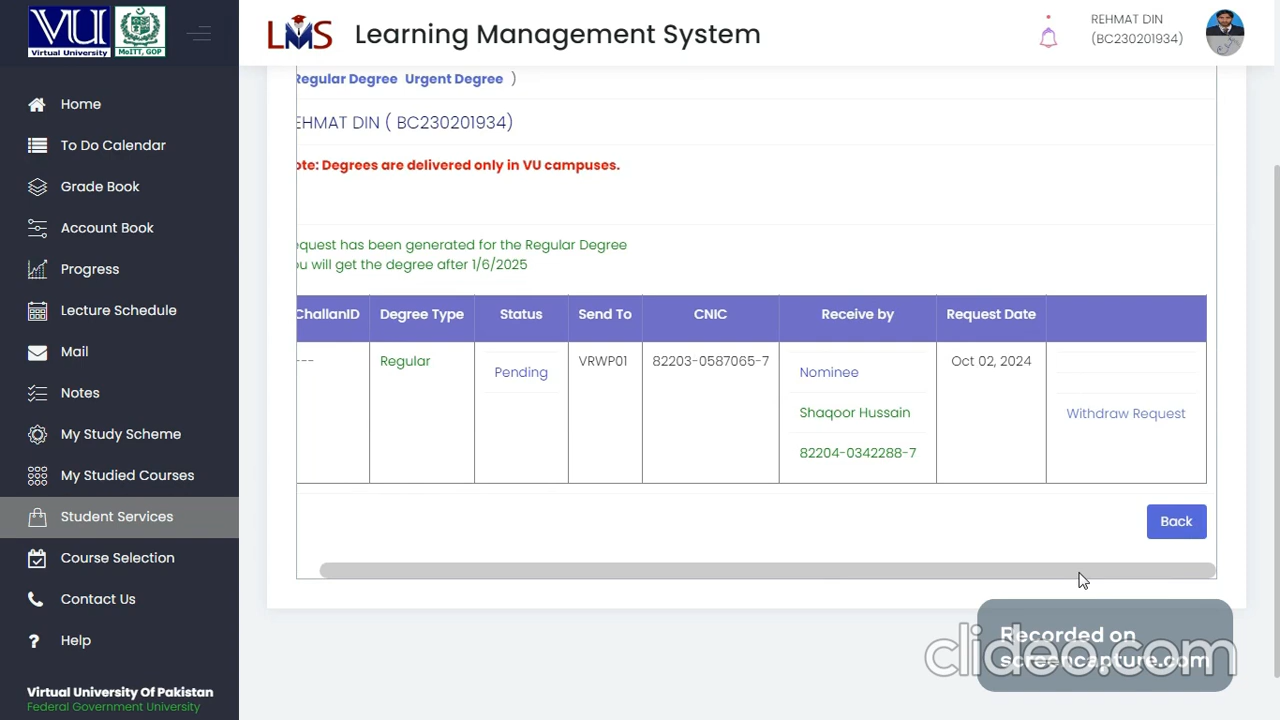 VU
Virtual University
MoITT, GOP
LMS
Learning Management System
REHMAT DIN
(BC230201934)
Home
To Do Calendar
Grade Book
Account Book
Progress
Lecture Schedule
Mail
Notes
My Study Scheme
My Studied Courses
Student Services
Course Selection
Contact Us
Help
Virtual University Of Pakistan
Federal Government University
Regular Degree Urgent Degree )
EHMAT DIN ( BC230201934)
ote: Degrees are delivered only in VU campuses.
equest has been generated for the Regular Degree
ou will get the degree after 1/6/2025
ChallanID Degree Type Status Send To CNIC Receive by Request Date
--- Regular Pending VRWP01 82203-0587065-7 Nominee Oct 02, 2024
Shaqoor Hussain Withdraw Request
82204-0342288-7
Back
Recorded on
screencapture.com
clideo.com